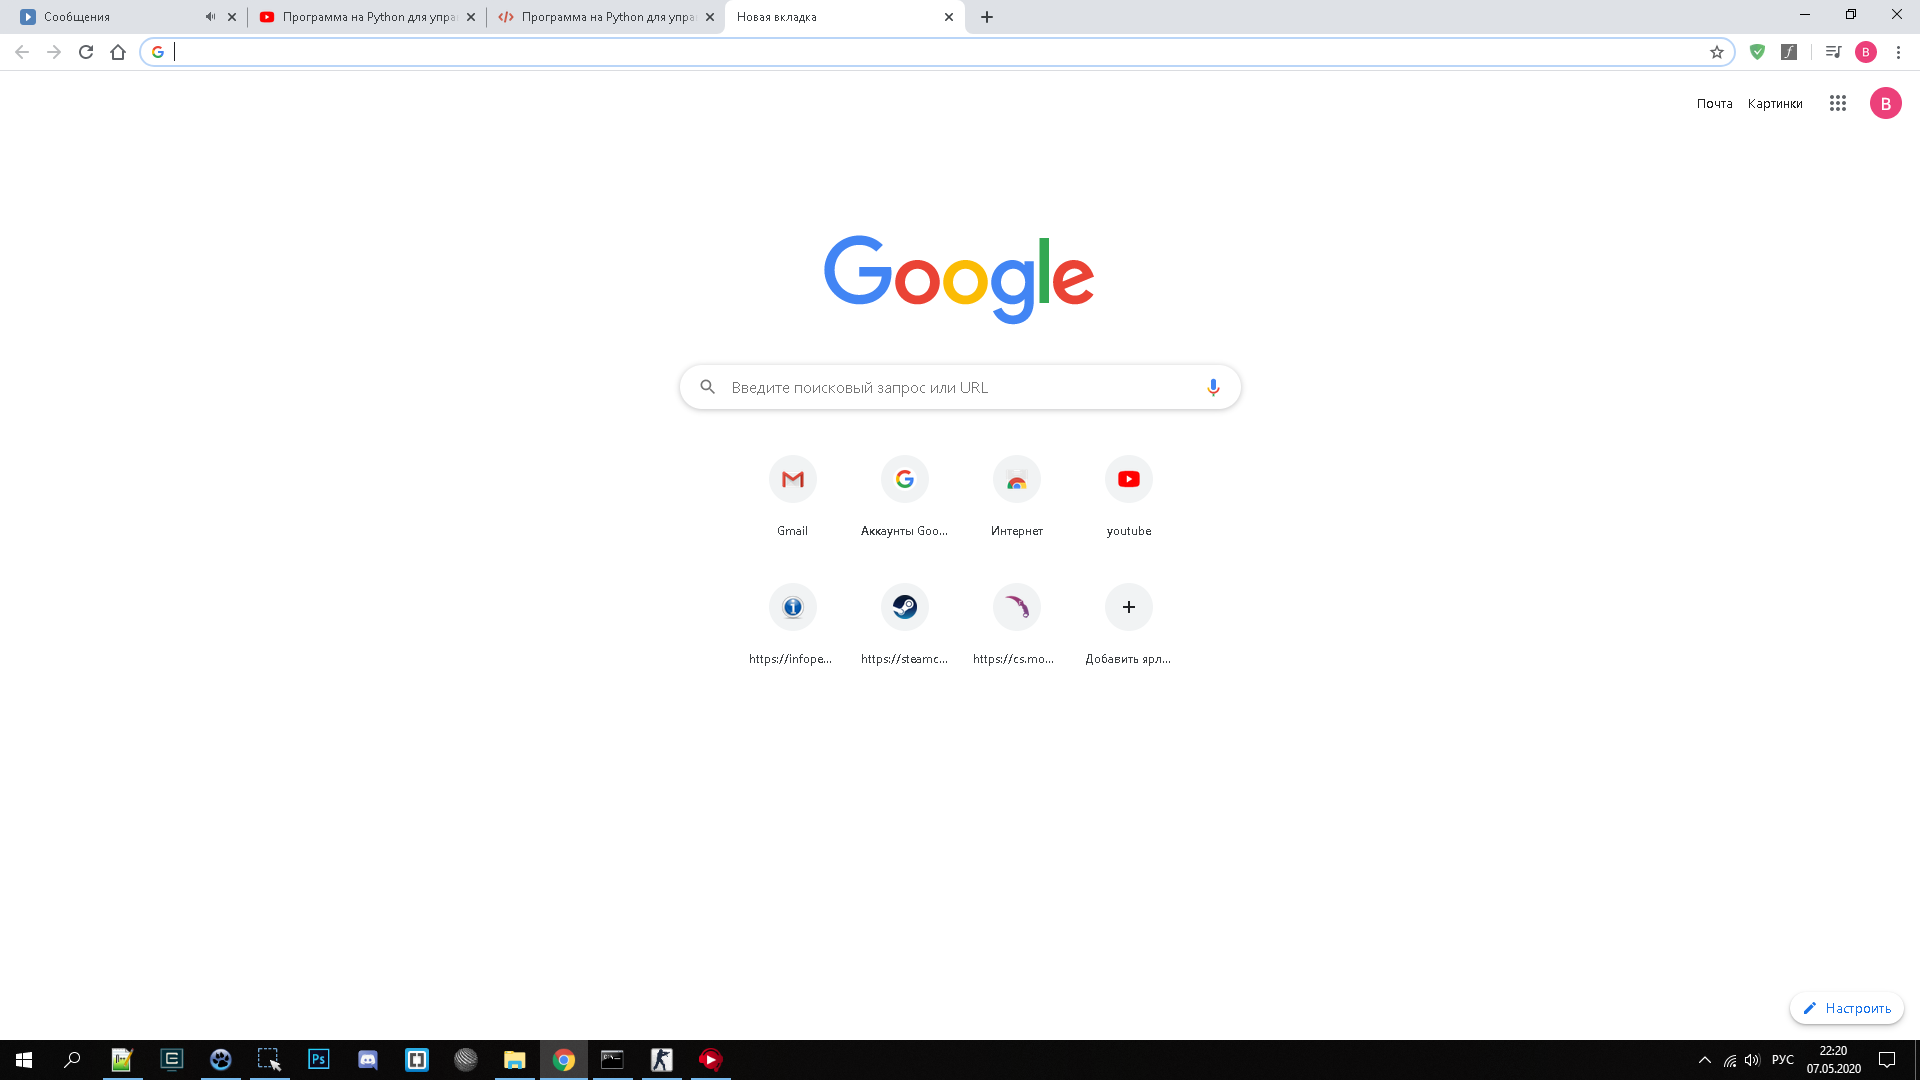 Сообщения
Программа на Python для упра
Программа на Python для упра
Новая вкладка
B
Почта Картинки
B
Google
Введите поисковый запрос или URL
Gmail
Аккаунты Goo...
Интернет
youtube
https://infope...
https://steamc...
https://cs.mo...
Добавить ярл...
Настроить
Ps
РУС
22:20
07.05.2020